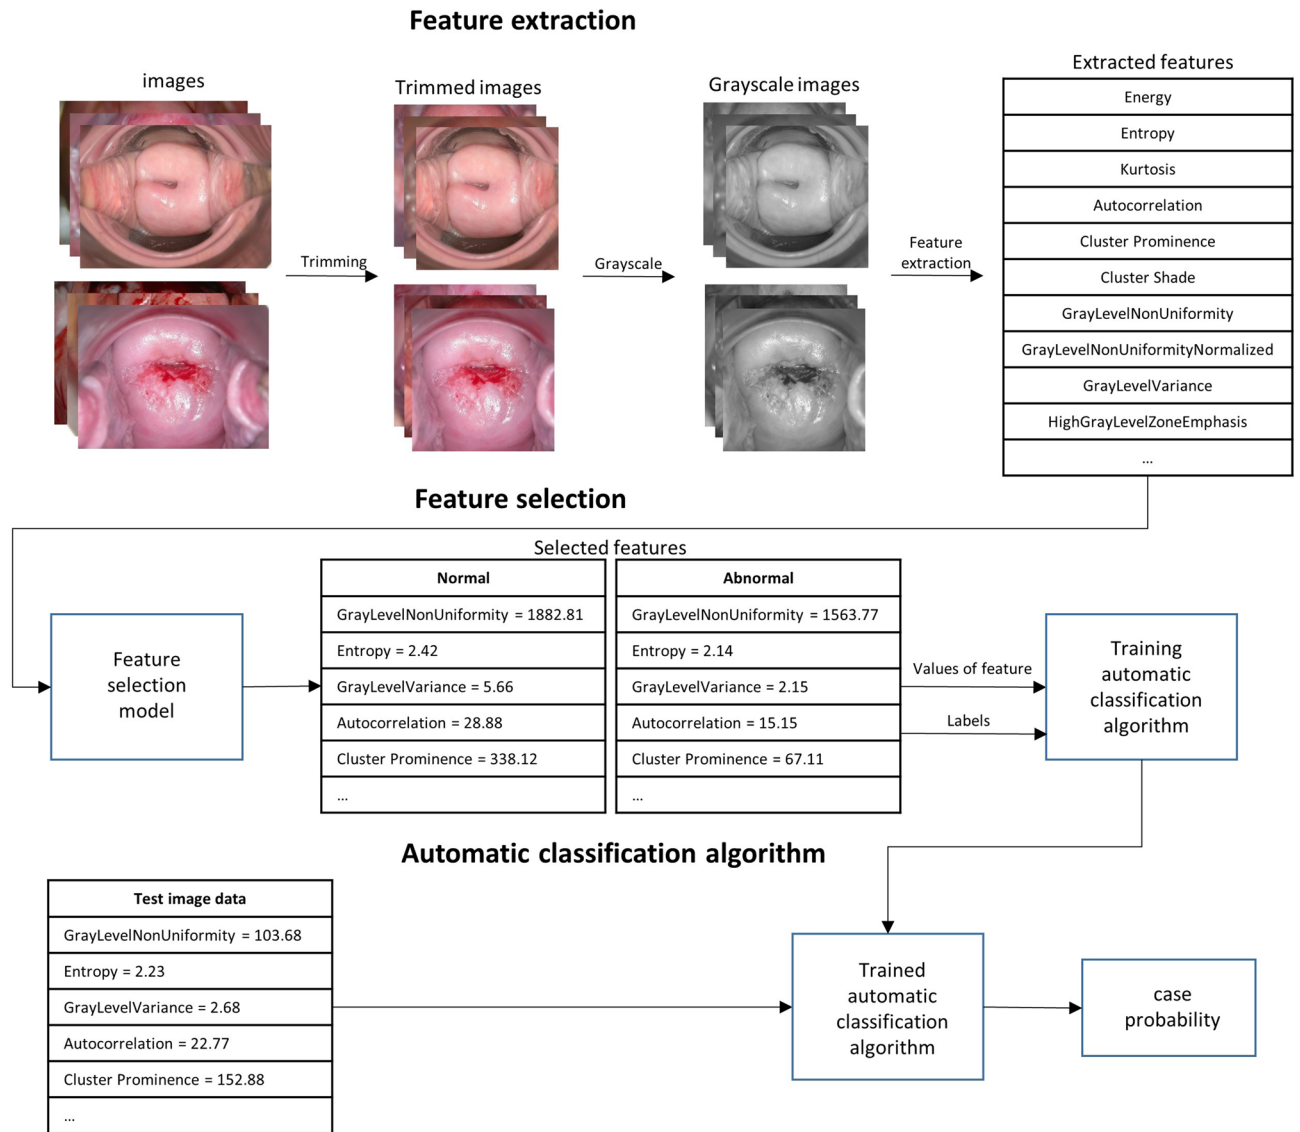 Feature extraction
images
Trimmed images
Grayscale images
Extracted features
Trimming
Grayscale
Feature
extraction
Energy
Entropy
Kurtosis
Autocorrelation
Cluster Prominence
Cluster Shade
GrayLevelNonUniformity
GrayLevelNonUniformityNormalized
GrayLevelVariance
HighGrayLevelZoneEmphasis
...
Feature selection
Selected features
Feature
selection
model
Normal
GrayLevelNonUniformity = 1882.81
Entropy = 2.42
GrayLevelVariance = 5.66
Autocorrelation = 28.88
Cluster Prominence = 338.12
...
Abnormal
GrayLevelNonUniformity = 1563.77
Entropy = 2.14
GrayLevelVariance = 2.15
Autocorrelation = 15.15
Cluster Prominence = 67.11
...
Values of feature
Labels
Training
automatic
classification
algorithm
Automatic classification algorithm
Test image data
GrayLevelNonUniformity = 103.68
Entropy = 2.23
GrayLevelVariance = 2.68
Autocorrelation = 22.77
Cluster Prominence = 152.88
...
Trained
automatic
classification
algorithm
case
probability